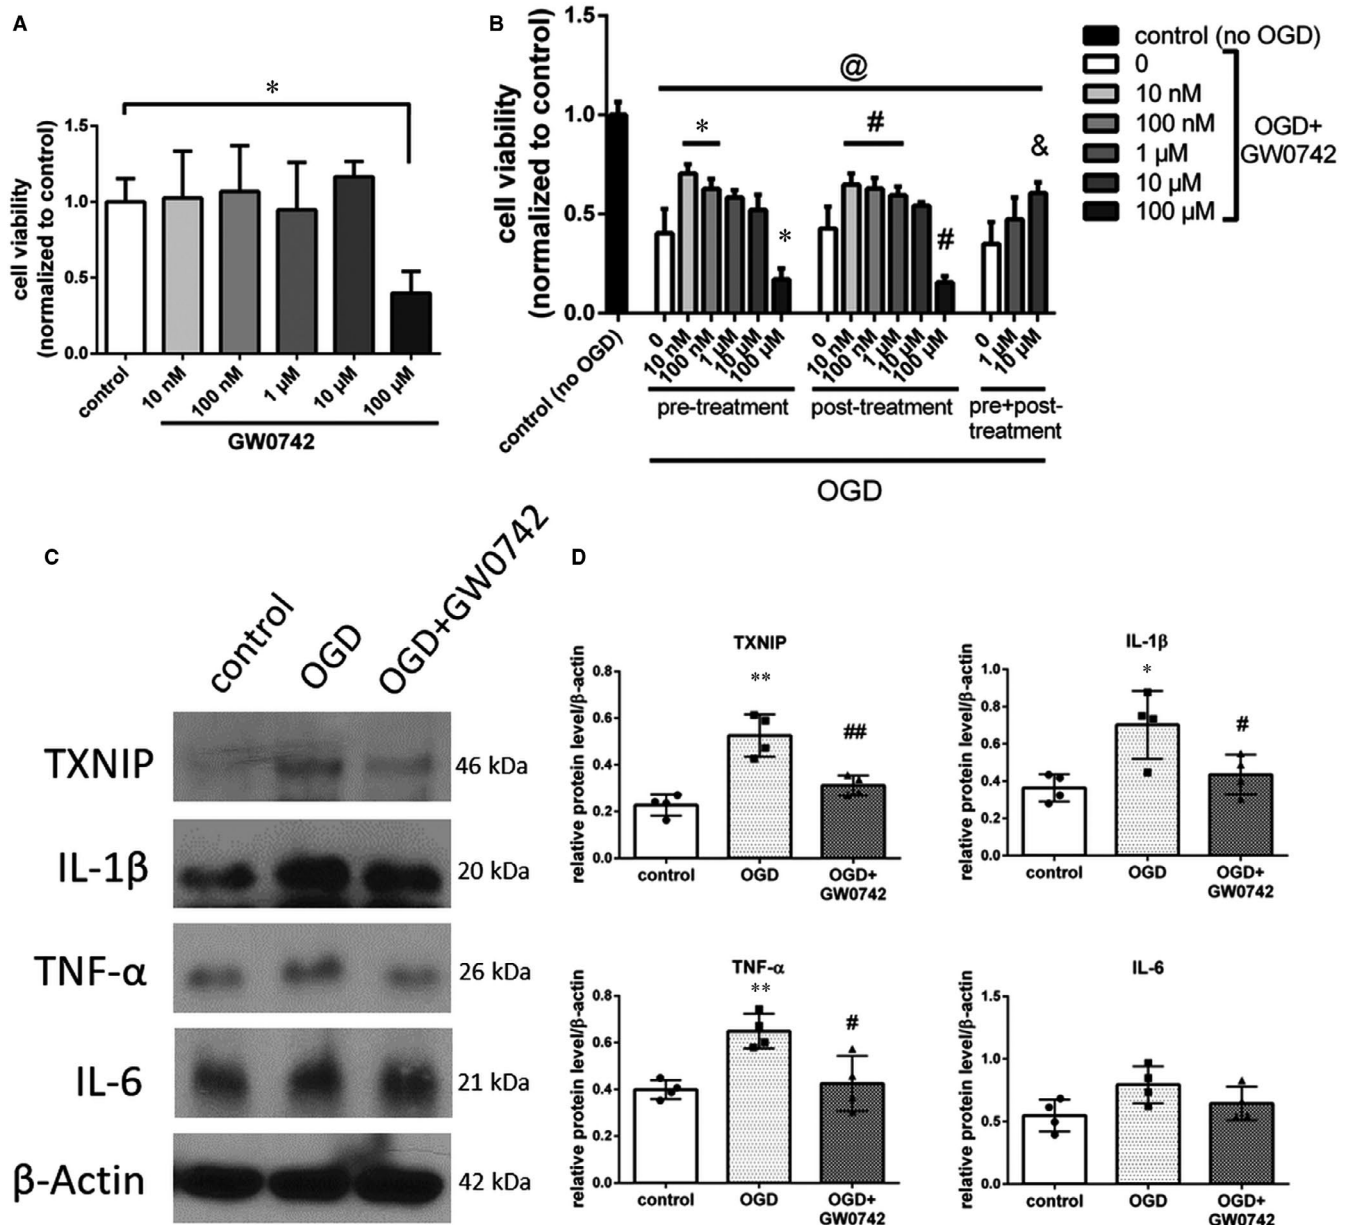 A
*
cell viability
(normalized to control)
1.5
1.0
0.5
0.0
control
10 nM
100 nM
1 µM
10 µM
100 µM
GW0742
B
cell viability
(normalized to control)
1.5
1.0
0.5
0.0
@
*
*
#
#
&
control (no OGD)
0
10 nM
100 nM
1 µM
10 µM
100 µM
0
10 nM
100 nM
1 µM
10 µM
100 µM
0
1 µM
10 µM
pre-treatment
post-treatment
pre+post-
treatment
OGD
control (no OGD)
0
10 nM
100 nM
1 µM
10 µM
100 µM
OGD+
GW0742
C
control
OGD
OGD+GW0742
TXNIP
46 kDa
IL-1β
20 kDa
TNF-α
26 kDa
IL-6
21 kDa
β-Actin
42 kDa
D
TXNIP
relative protein level/β-actin
0.8
0.6
0.4
0.2
0.0
**
##
control
OGD
OGD+
GW0742
IL-1β
relative protein level/β-actin
1.0
0.8
0.6
0.4
0.2
0.0
*
#
control
OGD
OGD+
GW0742
TNF-α
relative protein level/β-actin
0.8
0.6
0.4
0.2
0.0
**
#
control
OGD
OGD+
GW0742
IL-6
relative protein level/β-actin
1.5
1.0
0.5
0.0
control
OGD
OGD+
GW0742